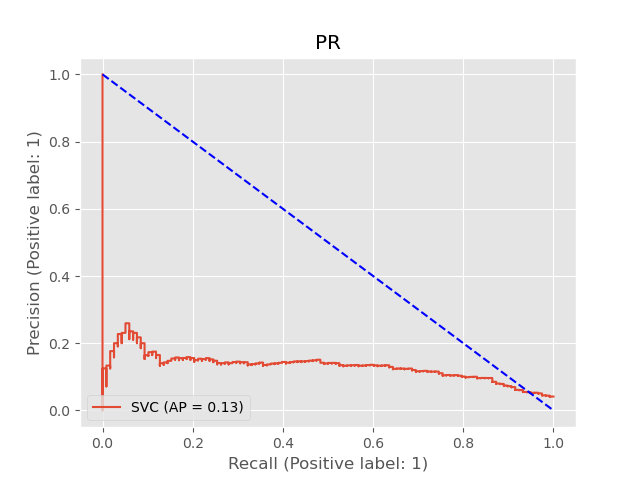 PR
Precision (Positive label: 1)
1.0
0.8
0.6
0.4
0.2
0.0
SVC (AP = 0.13)
0.0 0.2 0.4 0.6 0.8 1.0
Recall (Positive label: 1)